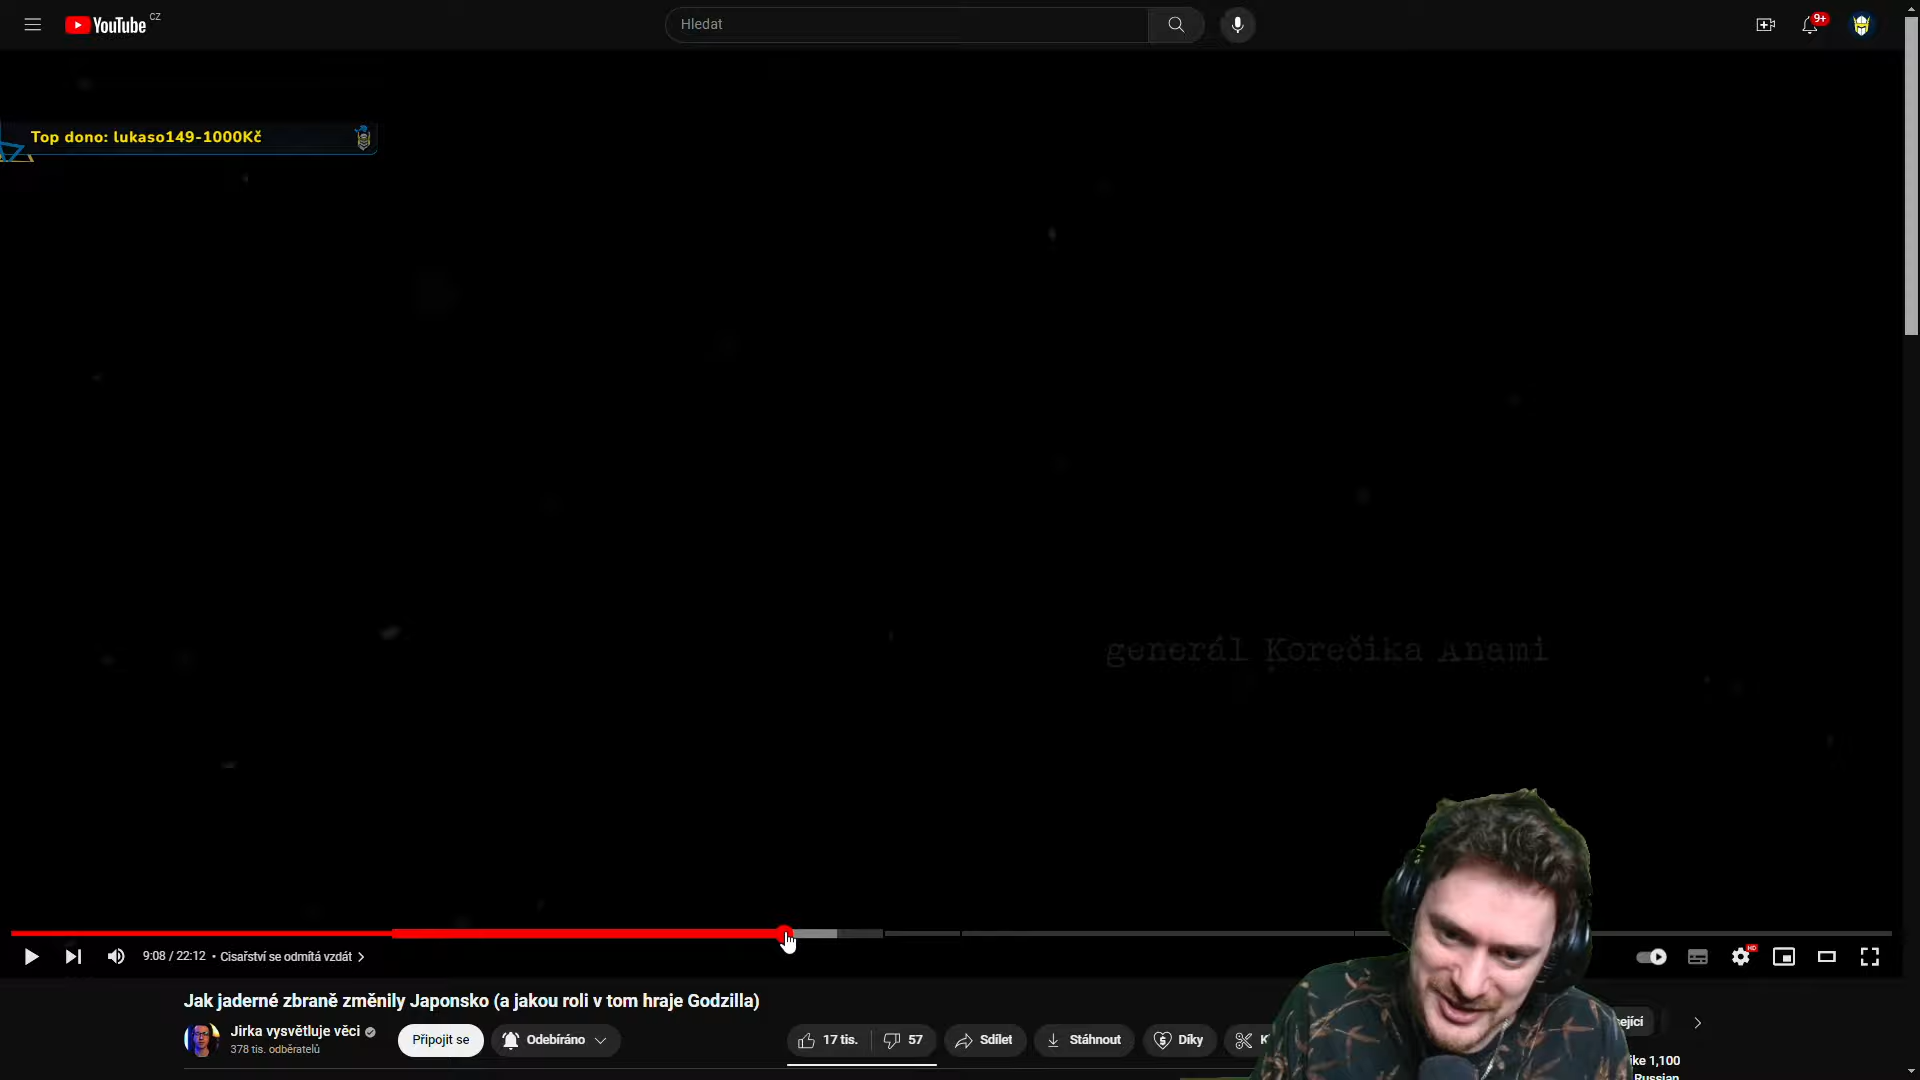 YouTube CZ
Hledat
9+
Top dono: lukaso149-1000Kč
generál Korečika Anami
9:08 / 22:12 • Cisařství se odmítá vzdát
HD
Jak jaderné zbraně změnily Japonsko (a jakou roli v tom hraje Godzilla)
Jirka vysvětluje věci
378 tis. odběratelů
Připojit se
Odebíráno
17 tis.
57
Sdílet
Stáhnout
Díky
K
ející
ike 1,100
Russian